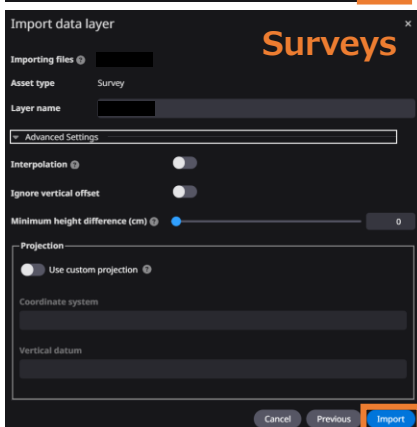 Import data layer
×
Surveys
Importing files ?
Asset type Survey
Layer name
Advanced Settings
Interpolation ?
Ignore vertical offset
Minimum height difference (cm) ? 0
Projection
Use custom projection ?
Coordinate system
Vertical datum
Cancel Previous Import